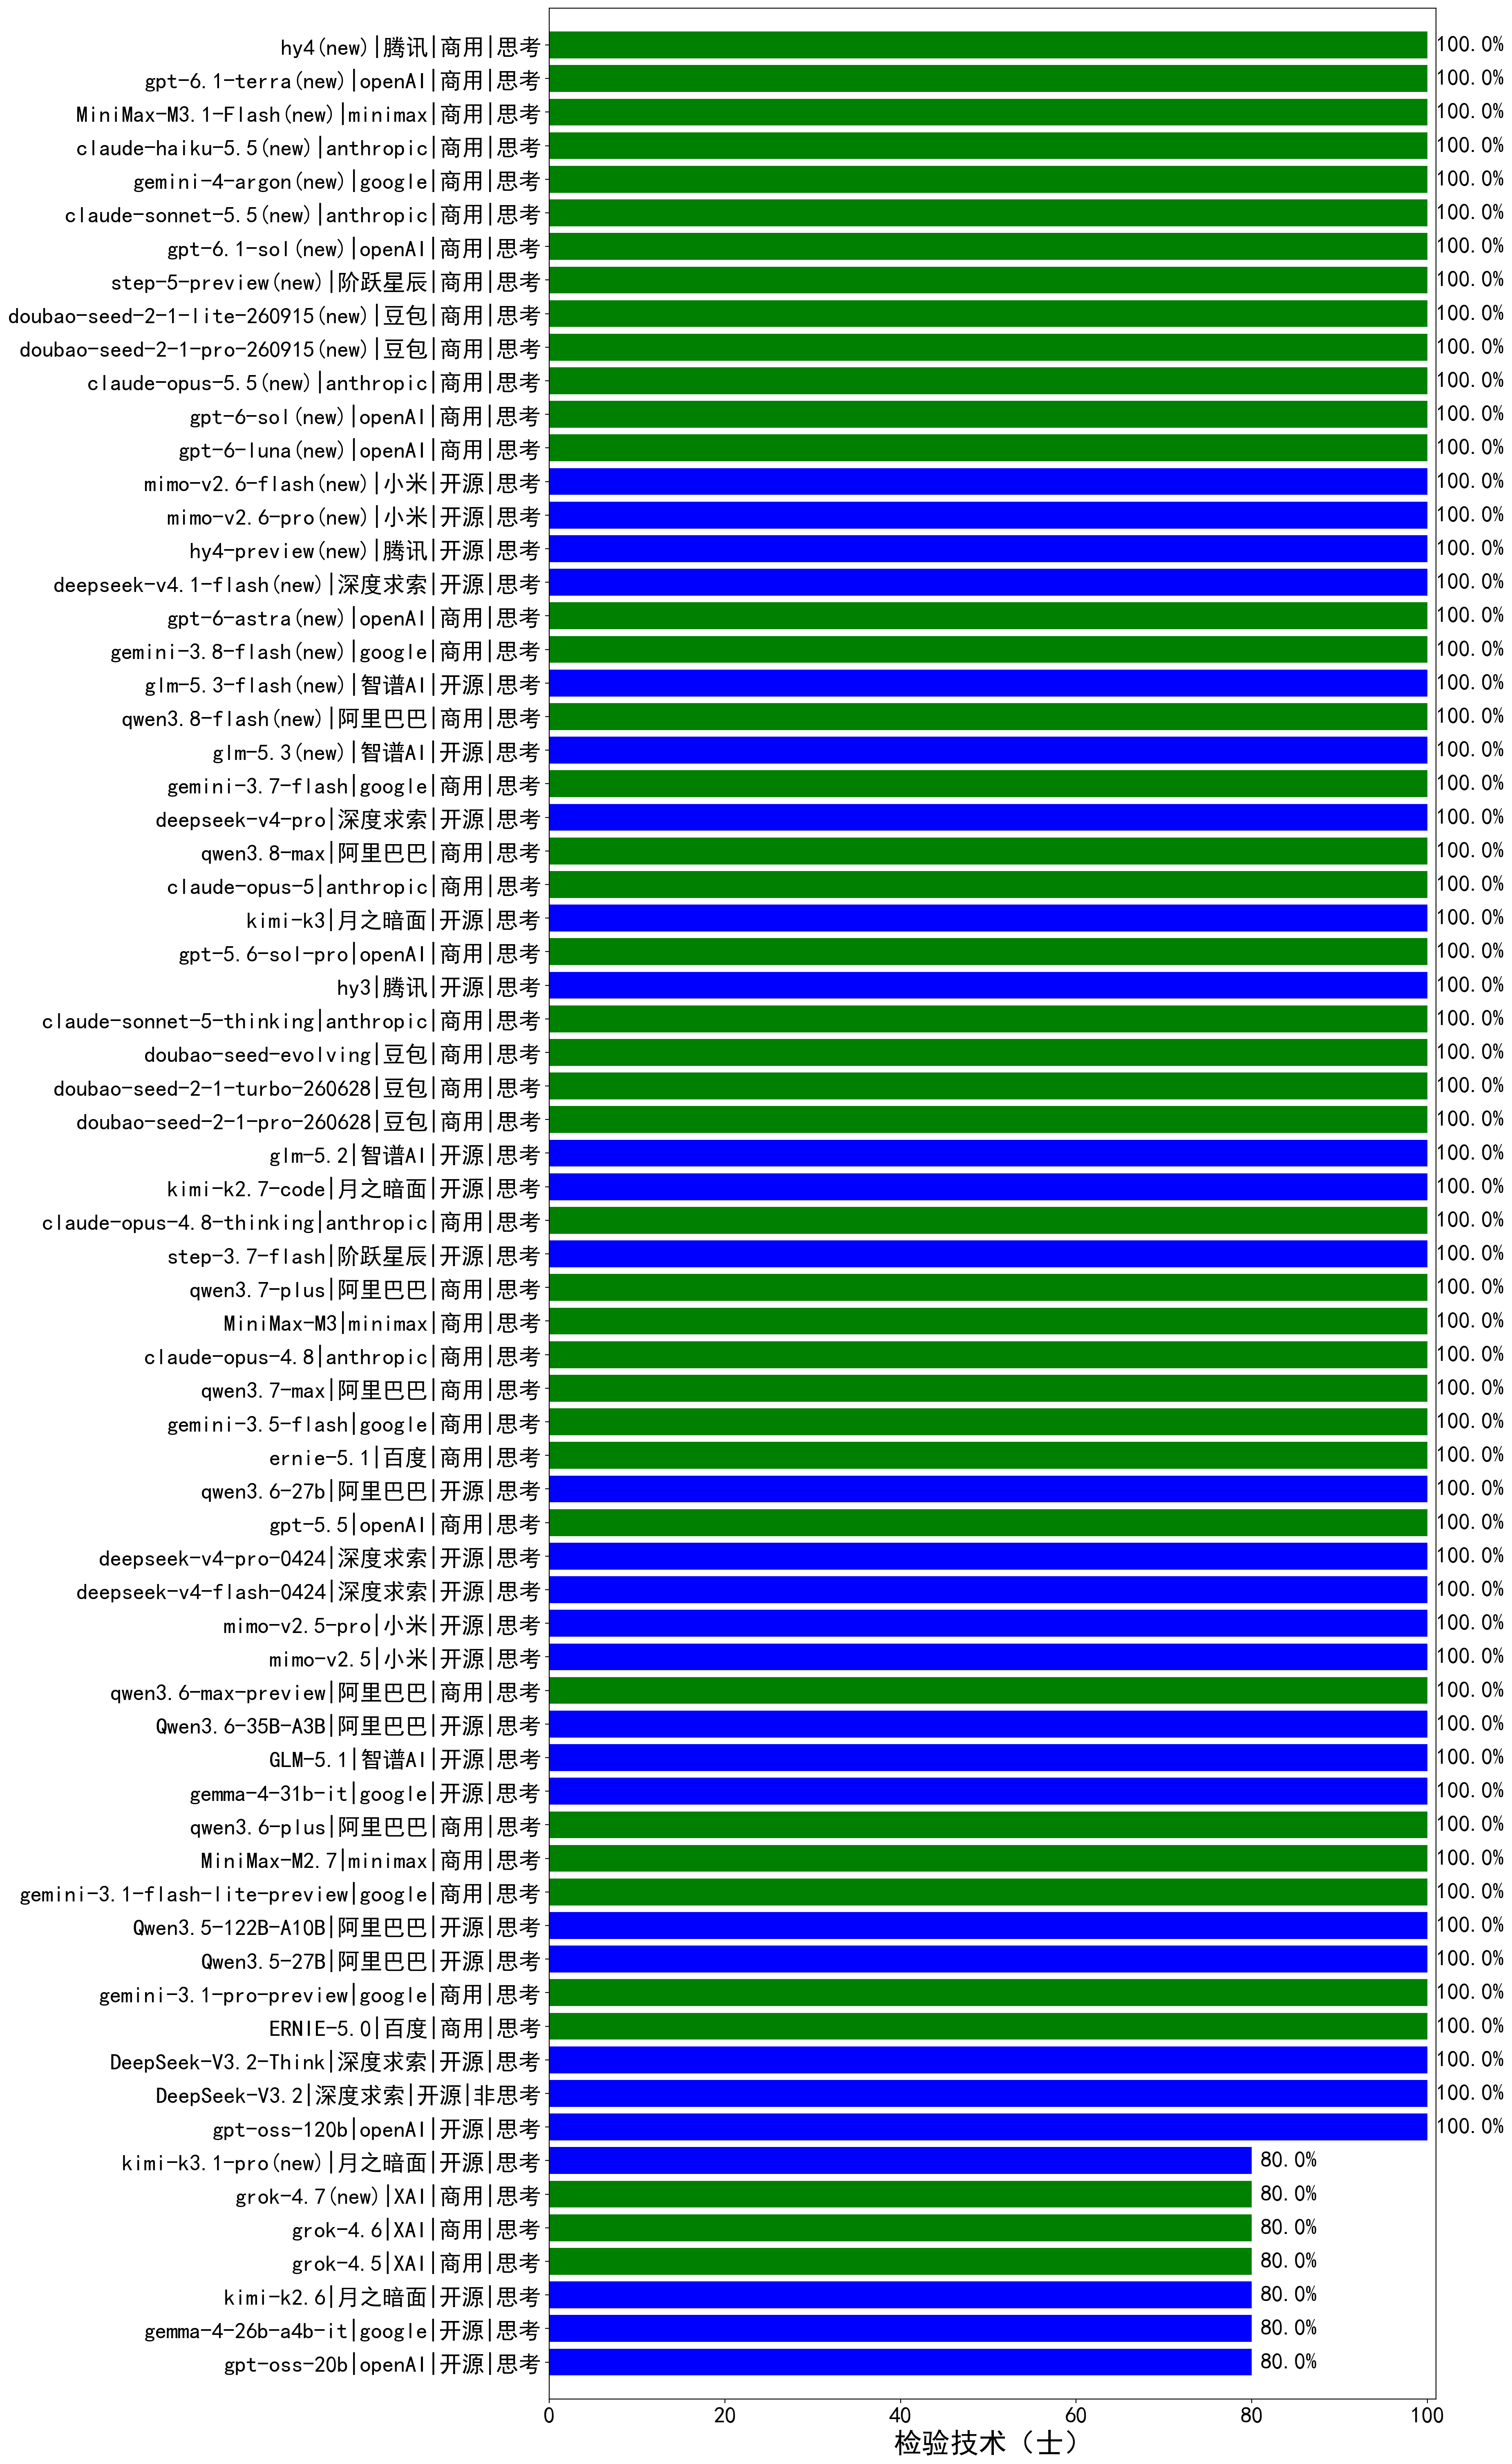 hy4(new)|腾讯|商用|思考 100.0%
gpt-6.1-terra(new)|openAI|商用|思考 100.0%
MiniMax-M3.1-Flash(new)|minimax|商用|思考 100.0%
claude-haiku-5.5(new)|anthropic|商用|思考 100.0%
gemini-4-argon(new)|google|商用|思考 100.0%
claude-sonnet-5.5(new)|anthropic|商用|思考 100.0%
gpt-6.1-sol(new)|openAI|商用|思考 100.0%
step-5-preview(new)|阶跃星辰|商用|思考 100.0%
doubao-seed-2-1-lite-260915(new)|豆包|商用|思考 100.0%
doubao-seed-2-1-pro-260915(new)|豆包|商用|思考 100.0%
claude-opus-5.5(new)|anthropic|商用|思考 100.0%
gpt-6-sol(new)|openAI|商用|思考 100.0%
gpt-6-luna(new)|openAI|商用|思考 100.0%
mimo-v2.6-flash(new)|小米|开源|思考 100.0%
mimo-v2.6-pro(new)|小米|开源|思考 100.0%
hy4-preview(new)|腾讯|开源|思考 100.0%
deepseek-v4.1-flash(new)|深度求索|开源|思考 100.0%
gpt-6-astra(new)|openAI|商用|思考 100.0%
gemini-3.8-flash(new)|google|商用|思考 100.0%
glm-5.3-flash(new)|智谱AI|开源|思考 100.0%
qwen3.8-flash(new)|阿里巴巴|商用|思考 100.0%
glm-5.3(new)|智谱AI|开源|思考 100.0%
gemini-3.7-flash|google|商用|思考 100.0%
deepseek-v4-pro|深度求索|开源|思考 100.0%
qwen3.8-max|阿里巴巴|商用|思考 100.0%
claude-opus-5|anthropic|商用|思考 100.0%
kimi-k3|月之暗面|开源|思考 100.0%
gpt-5.6-sol-pro|openAI|商用|思考 100.0%
hy3|腾讯|开源|思考 100.0%
claude-sonnet-5-thinking|anthropic|商用|思考 100.0%
doubao-seed-evolving|豆包|商用|思考 100.0%
doubao-seed-2-1-turbo-260628|豆包|商用|思考 100.0%
doubao-seed-2-1-pro-260628|豆包|商用|思考 100.0%
glm-5.2|智谱AI|开源|思考 100.0%
kimi-k2.7-code|月之暗面|开源|思考 100.0%
claude-opus-4.8-thinking|anthropic|商用|思考 100.0%
step-3.7-flash|阶跃星辰|开源|思考 100.0%
qwen3.7-plus|阿里巴巴|商用|思考 100.0%
MiniMax-M3|minimax|商用|思考 100.0%
claude-opus-4.8|anthropic|商用|思考 100.0%
qwen3.7-max|阿里巴巴|商用|思考 100.0%
gemini-3.5-flash|google|商用|思考 100.0%
ernie-5.1|百度|商用|思考 100.0%
qwen3.6-27b|阿里巴巴|开源|思考 100.0%
gpt-5.5|openAI|商用|思考 100.0%
deepseek-v4-pro-0424|深度求索|开源|思考 100.0%
deepseek-v4-flash-0424|深度求索|开源|思考 100.0%
mimo-v2.5-pro|小米|开源|思考 100.0%
mimo-v2.5|小米|开源|思考 100.0%
qwen3.6-max-preview|阿里巴巴|商用|思考 100.0%
Qwen3.6-35B-A3B|阿里巴巴|开源|思考 100.0%
GLM-5.1|智谱AI|开源|思考 100.0%
gemma-4-31b-it|google|开源|思考 100.0%
qwen3.6-plus|阿里巴巴|商用|思考 100.0%
MiniMax-M2.7|minimax|商用|思考 100.0%
gemini-3.1-flash-lite-preview|google|商用|思考 100.0%
Qwen3.5-122B-A10B|阿里巴巴|开源|思考 100.0%
Qwen3.5-27B|阿里巴巴|开源|思考 100.0%
gemini-3.1-pro-preview|google|商用|思考 100.0%
ERNIE-5.0|百度|商用|思考 100.0%
DeepSeek-V3.2-Think|深度求索|开源|思考 100.0%
DeepSeek-V3.2|深度求索|开源|非思考 100.0%
gpt-oss-120b|openAI|开源|思考 100.0%
kimi-k3.1-pro(new)|月之暗面|开源|思考 80.0%
grok-4.7(new)|XAI|商用|思考 80.0%
grok-4.6|XAI|商用|思考 80.0%
grok-4.5|XAI|商用|思考 80.0%
kimi-k2.6|月之暗面|开源|思考 80.0%
gemma-4-26b-a4b-it|google|开源|思考 80.0%
gpt-oss-20b|openAI|开源|思考 80.0%
0 20 40 60 80 100
检验技术（士）